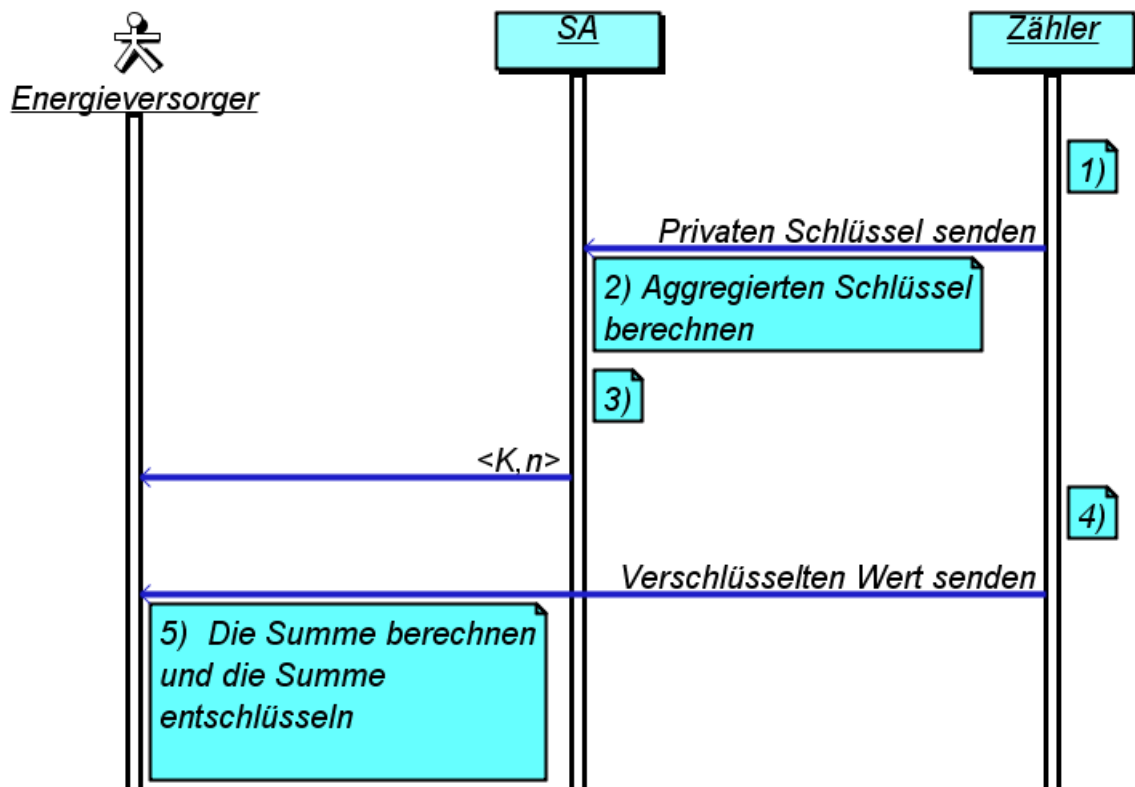 SA
Zähler
Energieversorger
1)
Privaten Schlüssel senden
2) Aggregierten Schlüssel
berechnen
3)
<K,n>
4)
Verschlüsselten Wert senden
5) Die Summe berechnen
und die Summe
entschlüsseln